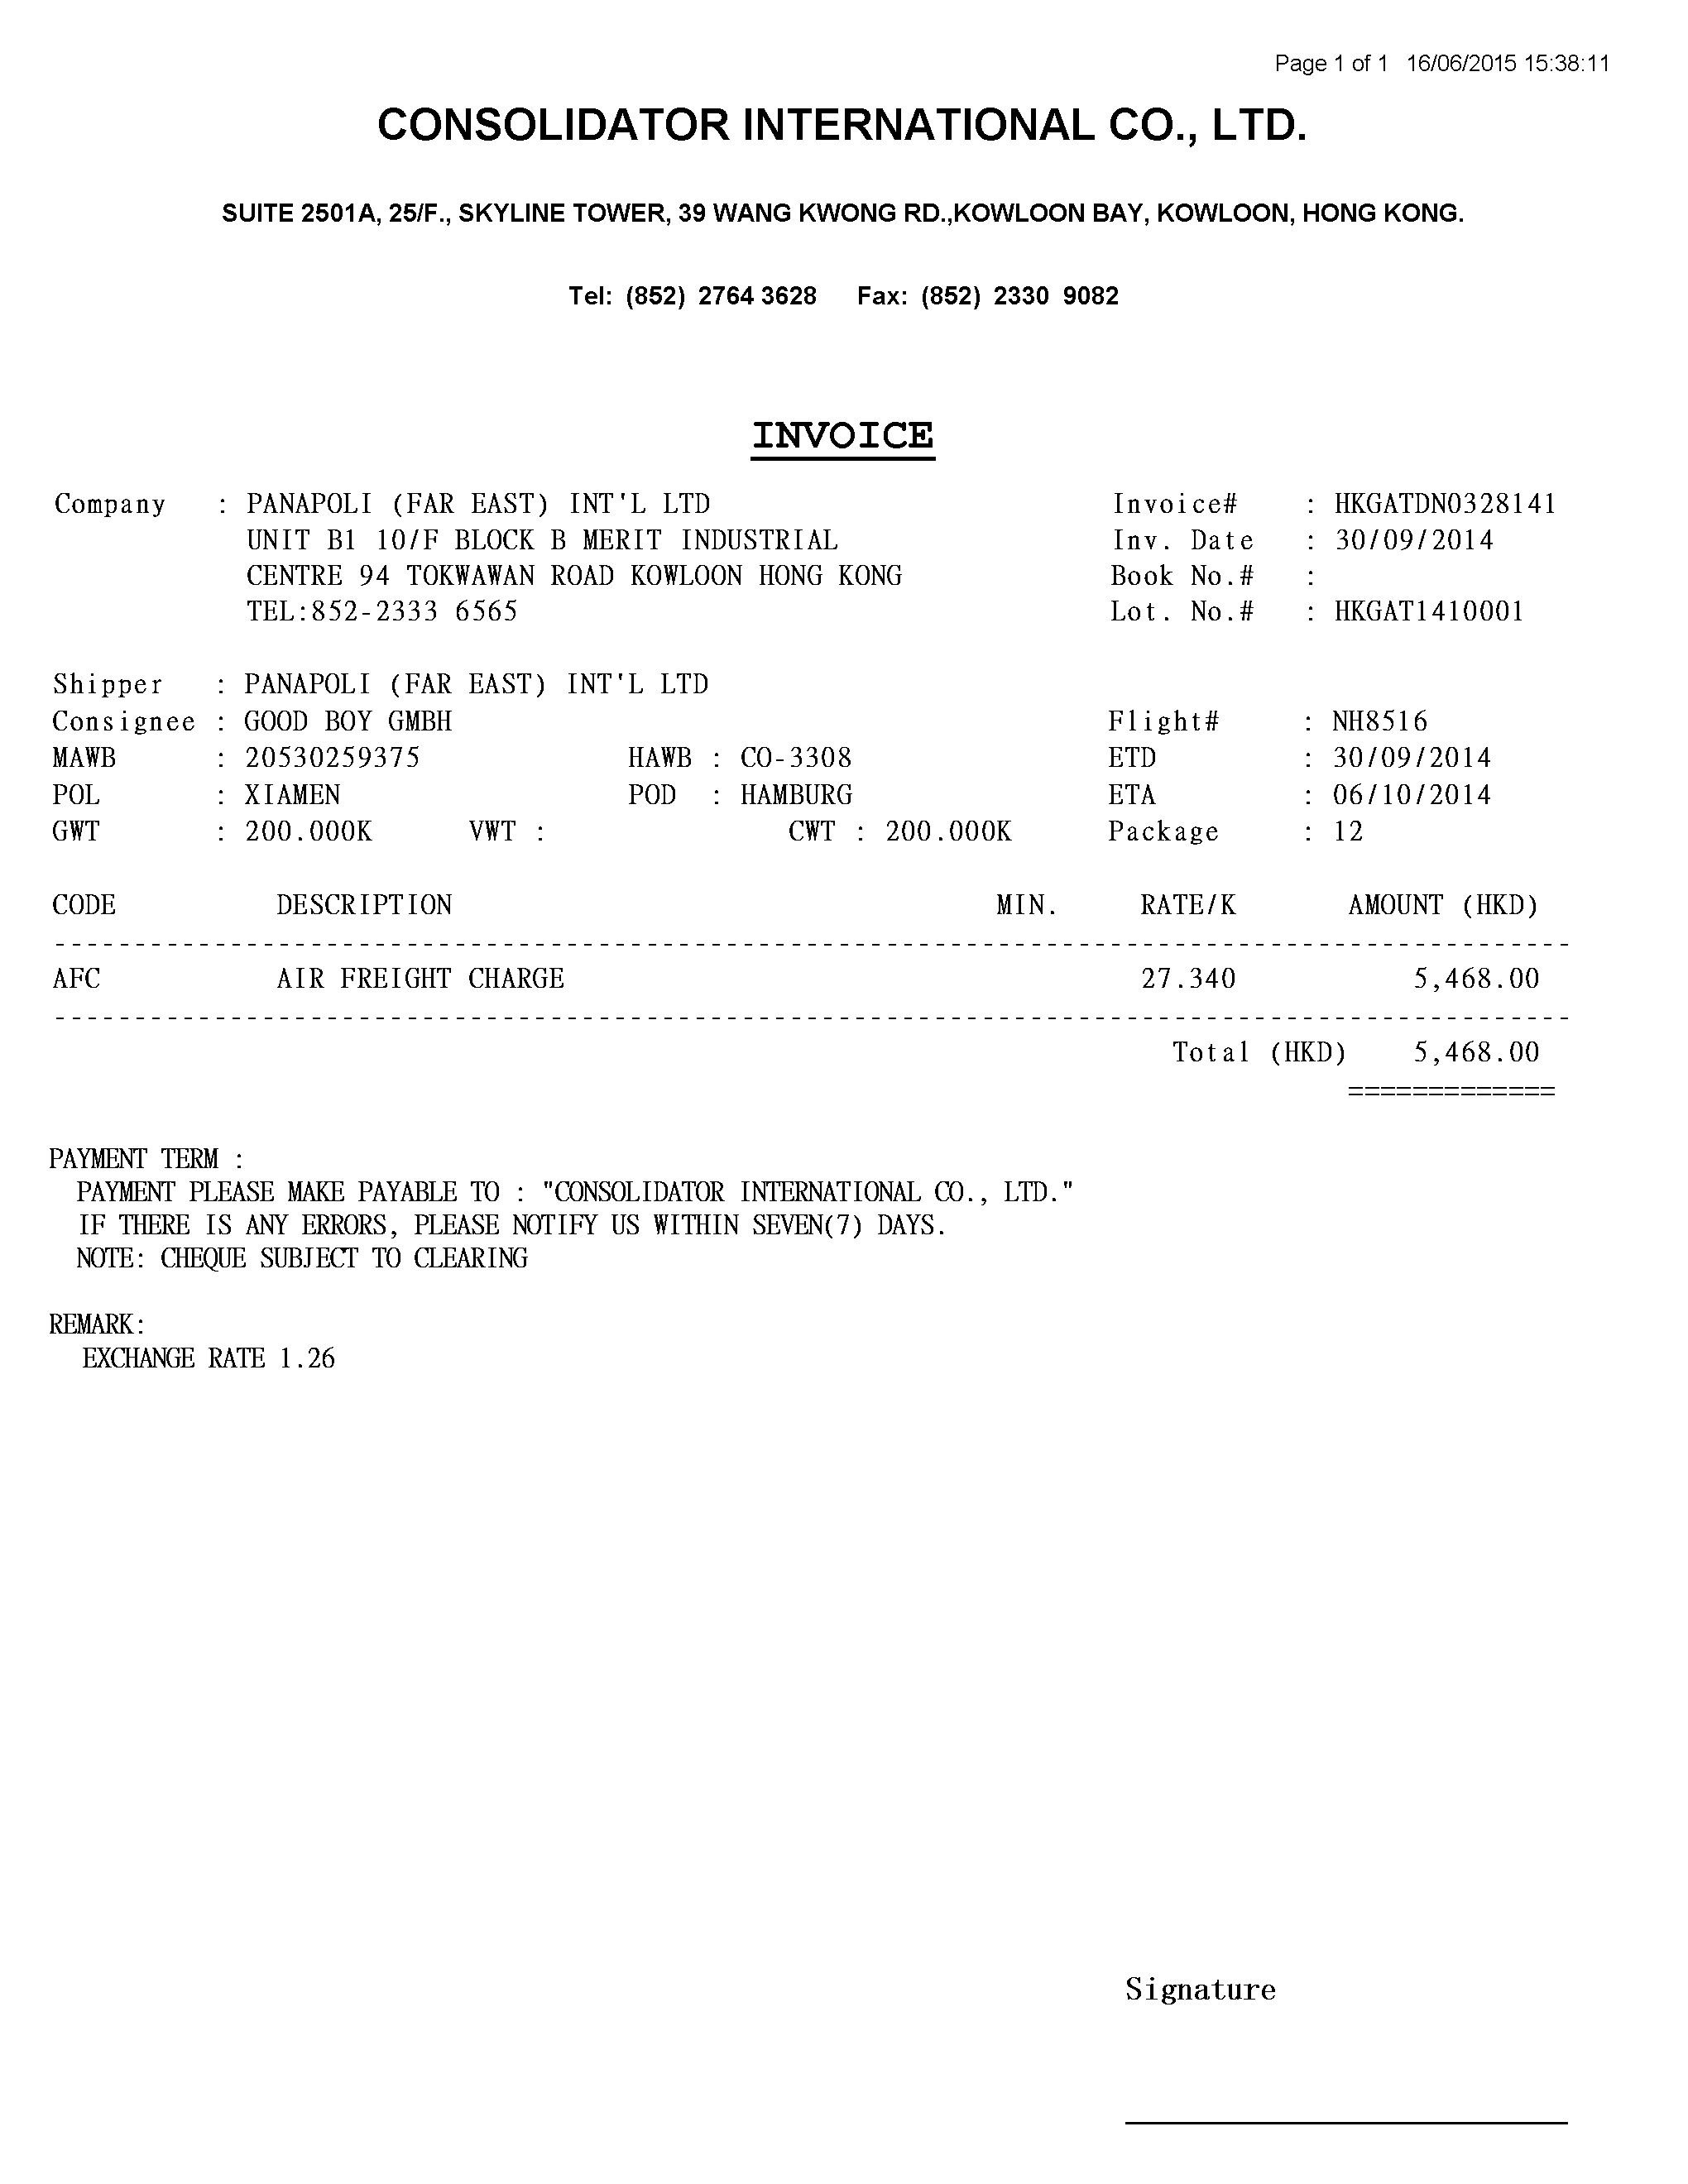 Page 1 of 1 16/06/2015 15:38:11
CONSOLIDATOR INTERNATIONAL CO., LTD.
SUITE 2501A, 25/F., SKYLINE TOWER, 39 WANG KWONG RD.,KOWLOON BAY, KOWLOON, HONG KONG.
Tel: (852) 2764 3628 Fax: (852) 2330 9082
INVOICE
Company : PANAPOLI (FAR EAST) INT'L LTD Invoice# : HKGATDN0328141
UNIT B1 10/F BLOCK B MERIT INDUSTRIAL Inv. Date : 30/09/2014
CENTRE 94 TOKWAWAN ROAD KOWLOON HONG KONG Book No.# :
TEL:852-2333 6565 Lot. No.# : HKGAT1410001
Shipper : PANAPOLI (FAR EAST) INT'L LTD
Consignee : GOOD BOY GMBH Flight# : NH8516
MAWB : 20530259375 HAWB : CO-3308 ETD : 30/09/2014
POL : XIAMEN POD : HAMBURG ETA : 06/10/2014
GWT : 200.000K VWT : CWT : 200.000K Package : 12
CODE DESCRIPTION MIN. RATE/K AMOUNT (HKD)
AFC AIR FREIGHT CHARGE 27.340 5,468.00
Total (HKD) 5,468.00
=============
PAYMENT TERM :
PAYMENT PLEASE MAKE PAYABLE TO : "CONSOLIDATOR INTERNATIONAL CO., LTD."
IF THERE IS ANY ERRORS, PLEASE NOTIFY US WITHIN SEVEN(7) DAYS.
NOTE: CHEQUE SUBJECT TO CLEARING
REMARK:
EXCHANGE RATE 1.26
Signature